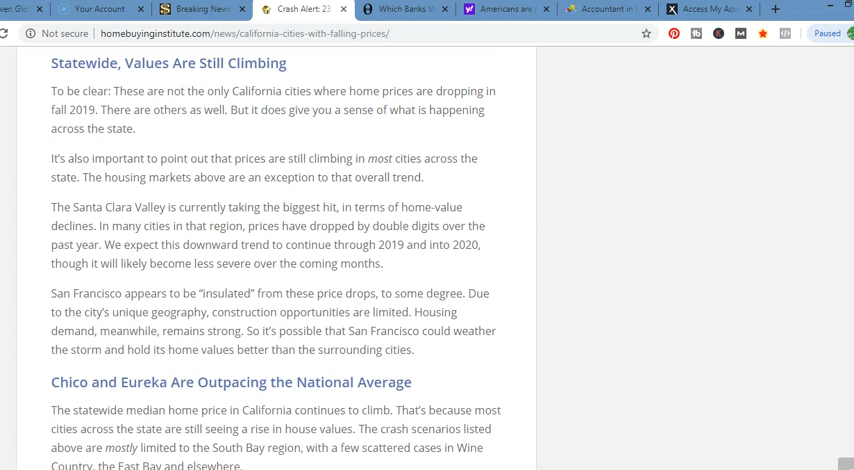 ver: Glo
Your Account
Breaking News
Crash Alert: 23
Which Banks W
Americans are
Accountant in
Access My Acc
Not secure | homebuyinginstitute.com/news/california-cities-with-falling-prices/
Paused
Statewide, Values Are Still Climbing
To be clear: These are not the only California cities where home prices are dropping in
fall 2019. There are others as well. But it does give you a sense of what is happening
across the state.
It’s also important to point out that prices are still climbing in most cities across the
state. The housing markets above are an exception to that overall trend.
The Santa Clara Valley is currently taking the biggest hit, in terms of home-value
declines. In many cities in that region, prices have dropped by double digits over the
past year. We expect this downward trend to continue through 2019 and into 2020,
though it will likely become less severe over the coming months.
San Francisco appears to be “insulated” from these price drops, to some degree. Due
to the city’s unique geography, construction opportunities are limited. Housing
demand, meanwhile, remains strong. So it’s possible that San Francisco could weather
the storm and hold its home values better than the surrounding cities.
Chico and Eureka Are Outpacing the National Average
The statewide median home price in California continues to climb. That’s because most
cities across the state are still seeing a rise in house values. The crash scenarios listed
above are mostly limited to the South Bay region, with a few scattered cases in Wine
Country, the East Bay and elsewhere.